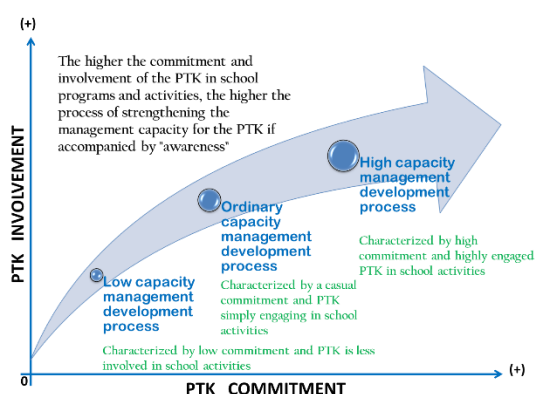 (+)
The higher the commitment and
involvement of the PTK in school
programs and activities, the higher the
process of strengthening the
management capacity for the PTK if
accompanied by "awareness"
PTK INVOLVEMENT
High capacity
management
development
process
Characterized by high
commitment and highly engaged
PTK in school activities
Ordinary
capacity
management
development
process
Characterized by a casual
commitment and PTK
simply engaging in school
activities
Low capacity
management
development
process
Characterized by low commitment and PTK is less
involved in school activities
0
(+)
PTK COMMITMENT